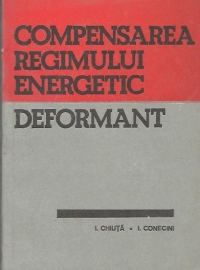 COMPENSAREA
REGIMULUI
ENERGETIC
DEFORMANT
I. CHIUȚĂ • I. CONECINI